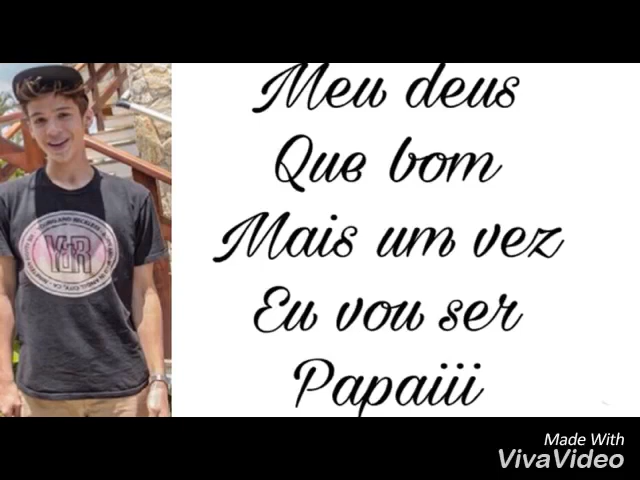 Meu deus
Que bom
Mais um vez
Eu vou ser
Papaiii
Y&R
Made With
VivaVideo